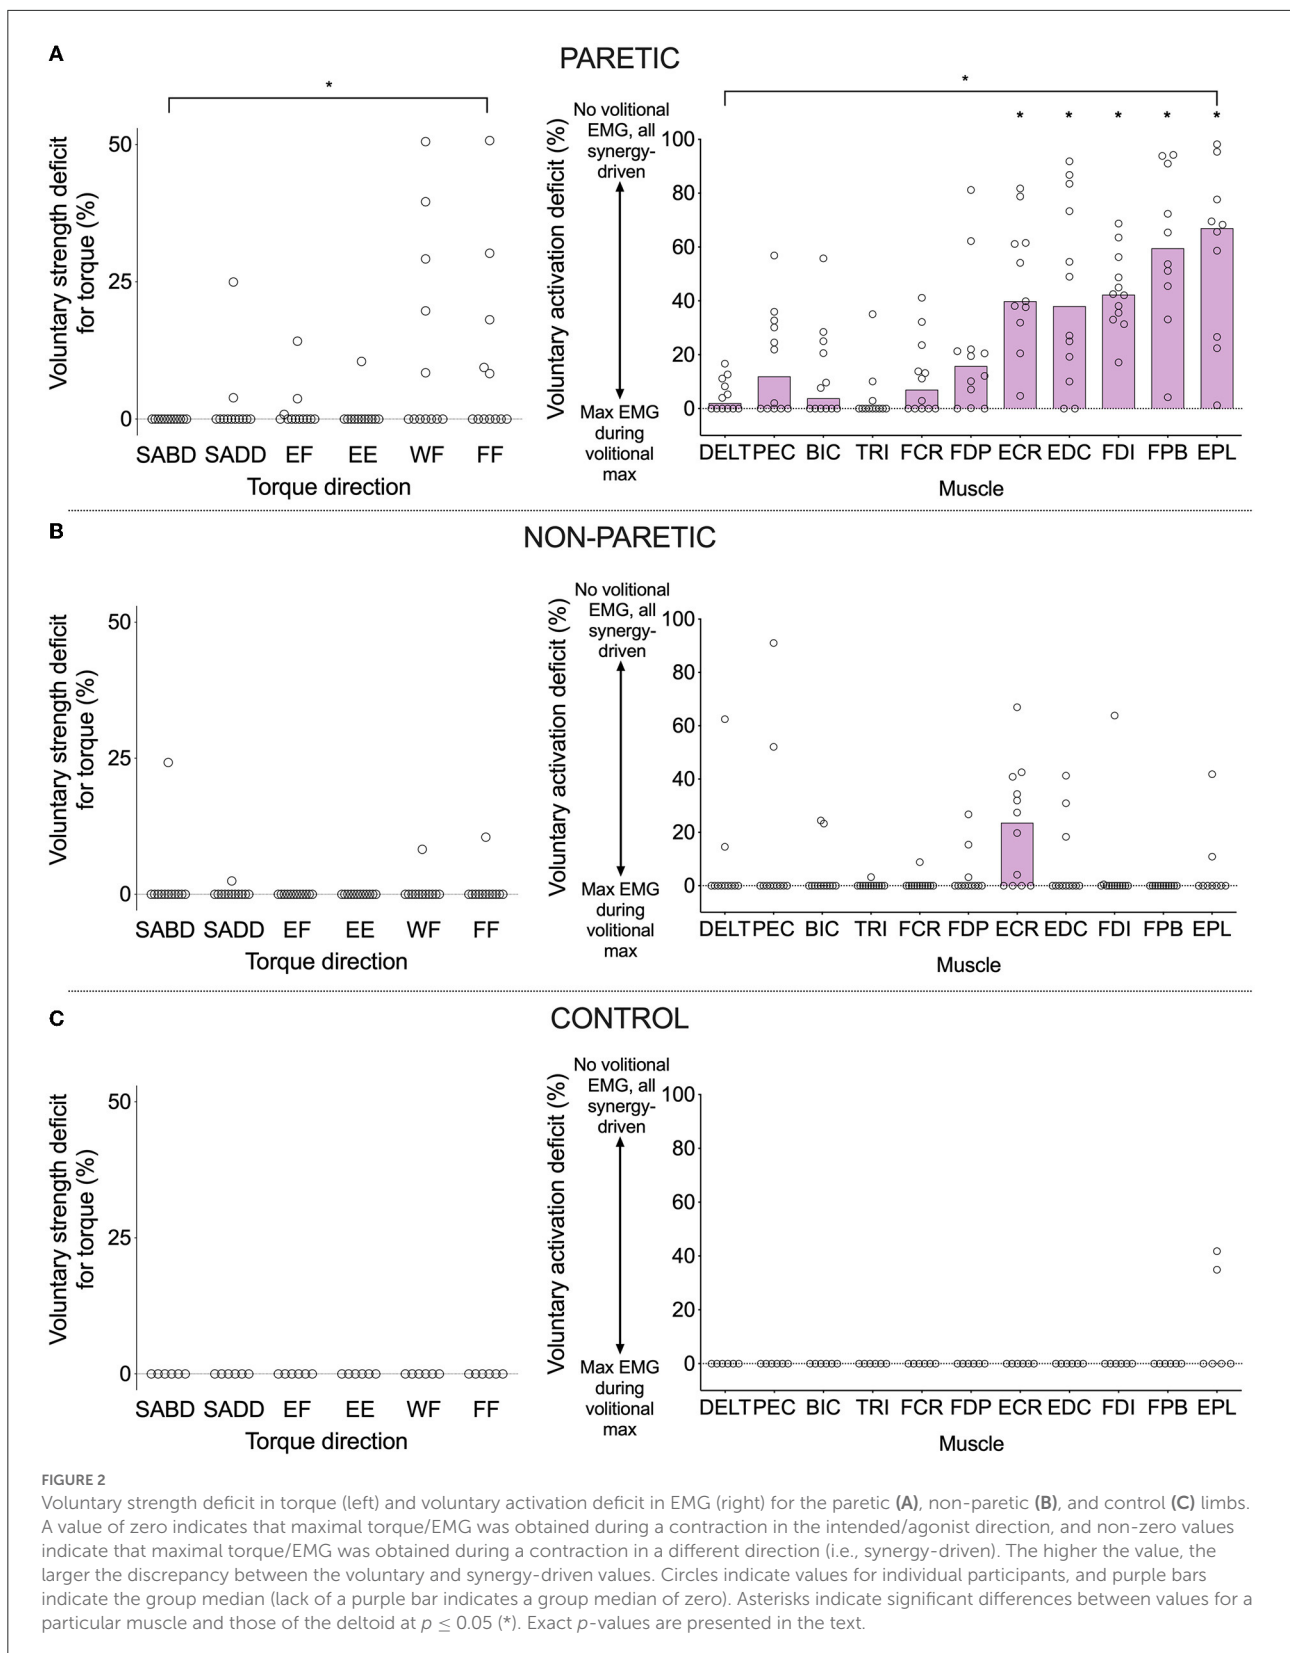 A
PARETIC
*
Voluntary strength deficit
for torque (%)
50
25
0
SABD SADD EF EE WF FF
Torque direction
*
Voluntary activation deficit (%)
No volitional
EMG, all
synergy-
driven
Max EMG
during
volitional
max
* * * * *
100
80
60
40
20
0
DELT PEC BIC TRI FCR FDP ECR EDC FDI FPB EPL
Muscle
B
NON-PARETIC
Voluntary strength deficit
for torque (%)
50
25
0
SABD SADD EF EE WF FF
Torque direction
Voluntary activation deficit (%)
No volitional
EMG, all
synergy-
driven
Max EMG
during
volitional
max
100
80
60
40
20
0
DELT PEC BIC TRI FCR FDP ECR EDC FDI FPB EPL
Muscle
C
CONTROL
Voluntary strength deficit
for torque (%)
50
25
0
SABD SADD EF EE WF FF
Torque direction
Voluntary activation deficit (%)
No volitional
EMG, all
synergy-
driven
Max EMG
during
volitional
max
100
80
60
40
20
0
DELT PEC BIC TRI FCR FDP ECR EDC FDI FPB EPL
Muscle
FIGURE 2
Voluntary strength deficit in torque (left) and voluntary activation deficit in EMG (right) for the paretic (A), non-paretic (B), and control (C) limbs.
A value of zero indicates that maximal torque/EMG was obtained during a contraction in the intended/agonist direction, and non-zero values
indicate that maximal torque/EMG was obtained during a contraction in a different direction (i.e., synergy-driven). The higher the value, the
larger the discrepancy between the voluntary and synergy-driven values. Circles indicate values for individual participants, and purple bars
indicate the group median (lack of a purple bar indicates a group median of zero). Asterisks indicate significant differences between values for a
particular muscle and those of the deltoid at p ≤ 0.05 (*). Exact p-values are presented in the text.